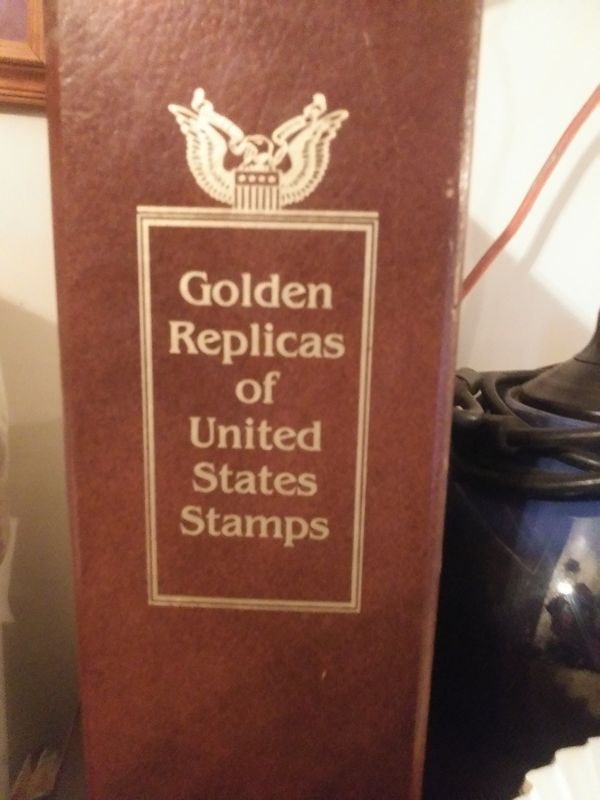 Golden
Replicas
of
United
States
Stamps